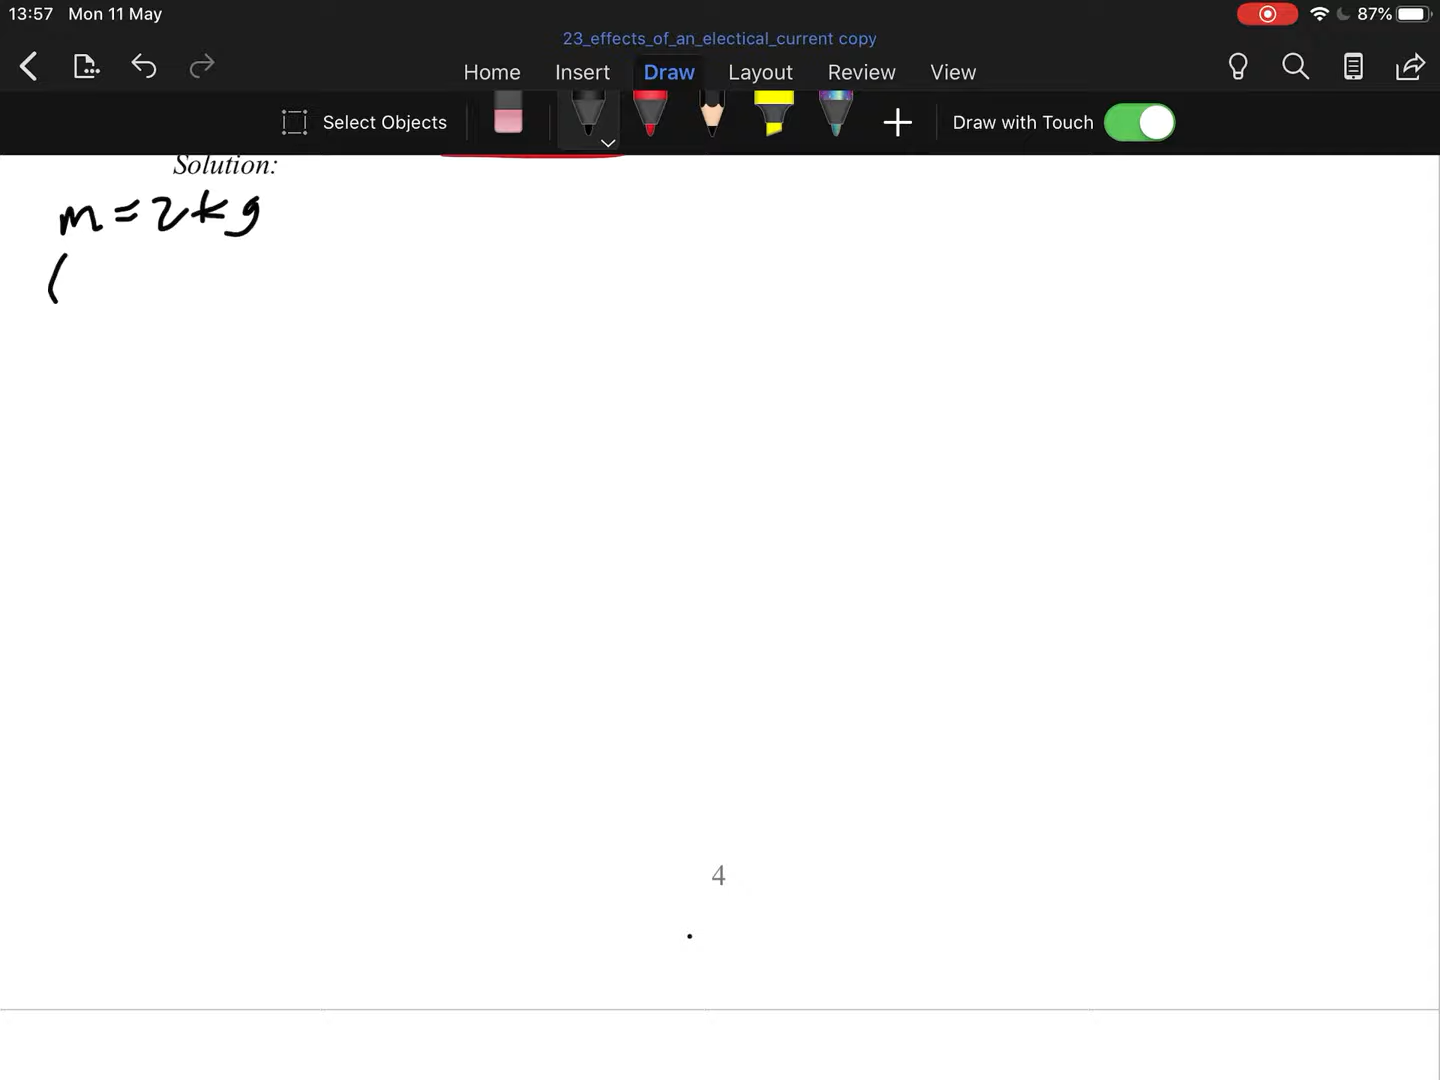 13:57 Mon 11 May 87%
23_effects_of_an_electical_current copy
Home Insert Draw Layout Review View
Select Objects Draw with Touch
Solution:
m = 2kg
(
4